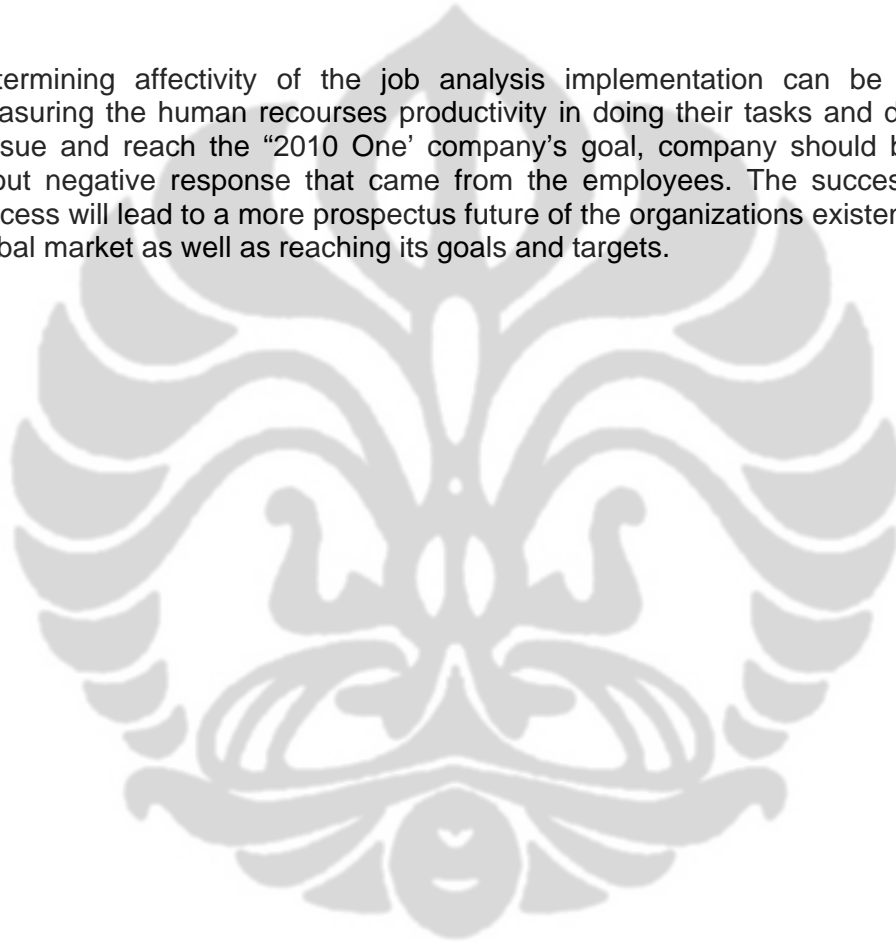 termining affectivity of the job analysis implementation can be
asuring the human recourses productivity in doing their tasks and
sue and reach the “2010 One’ company’s goal, company should
out negative response that came from the employees. The succes
cess will lead to a more prospectus future of the organizations existe
bal market as well as reaching its goals and targets.